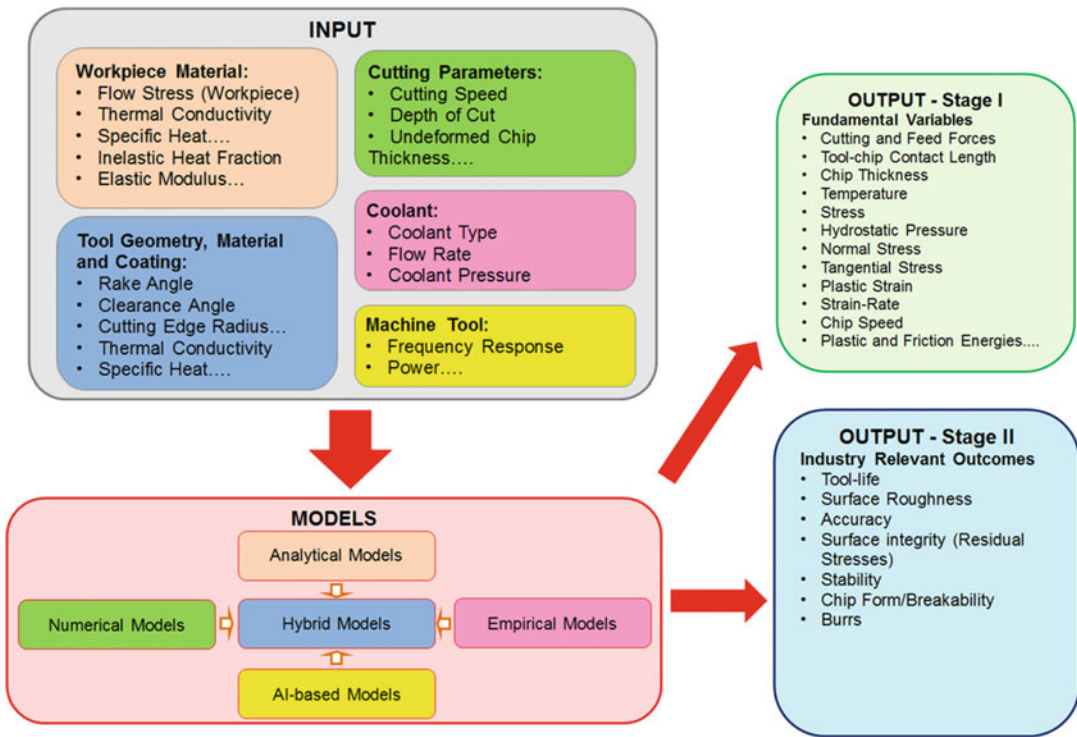 INPUT
Workpiece Material:
• Flow Stress (Workpiece)
• Thermal Conductivity
• Specific Heat....
• Inelastic Heat Fraction
• Elastic Modulus...
Cutting Parameters:
• Cutting Speed
• Depth of Cut
• Undeformed Chip
Thickness....
Tool Geometry, Material
and Coating:
• Rake Angle
• Clearance Angle
• Cutting Edge Radius...
• Thermal Conductivity
• Specific Heat....
Coolant:
• Coolant Type
• Flow Rate
• Coolant Pressure
Machine Tool:
• Frequency Response
• Power....
MODELS
Analytical Models
Numerical Models
Hybrid Models
Empirical Models
AI-based Models
OUTPUT - Stage I
Fundamental Variables
• Cutting and Feed Forces
• Tool-chip Contact Length
• Chip Thickness
• Temperature
• Stress
• Hydrostatic Pressure
• Normal Stress
• Tangential Stress
• Plastic Strain
• Strain-Rate
• Chip Speed
• Plastic and Friction Energies....
OUTPUT - Stage II
Industry Relevant Outcomes
• Tool-life
• Surface Roughness
• Accuracy
• Surface integrity (Residual
Stresses)
• Stability
• Chip Form/Breakability
• Burrs